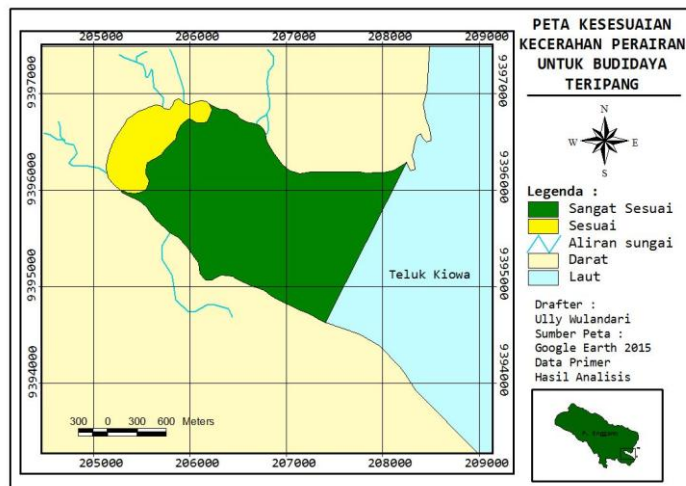 PETA KESESUAIAN
KECERAHAN PERAIRAN
UNTUK BUDIDAYA
TERIPANG
N
W E
S
Legenda :
Sangat Sesuai
Sesuai
Aliran sungai
Darat
Laut
Drafter :
Ully Wulandari
Sumber Peta :
Google Earth 2015
Data Primer
Hasil Analisis
205000 206000 207000 208000 209000
9397000 9397000
9396000 9396000
9395000 9395000
9394000 9394000
Teluk Kiowa
300 0 300 600 Meters
205000 206000 207000 208000 209000